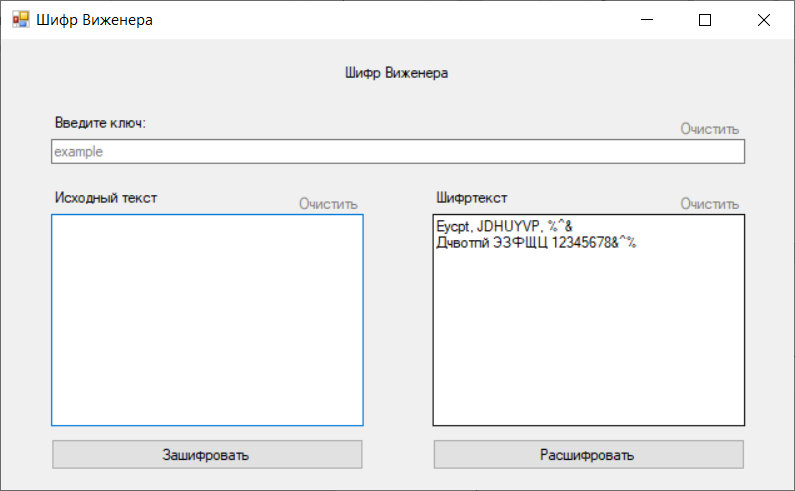 Шифр Виженера
Шифр Виженера
Введите ключ:
Очистить
example
Исходный текст
Очистить
Шифртекст
Очистить
Eycpt, JDHUYVP, %^&
Дчвотпй ЭЗФЩЦ 12345678&^%
Зашифровать
Расшифровать